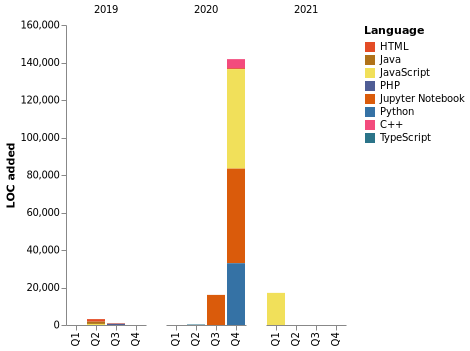 2019 2020 2021
LOC added
160,000
140,000
120,000
100,000
80,000
60,000
40,000
20,000
0
Q1 Q2 Q3 Q4 Q1 Q2 Q3 Q4 Q1 Q2 Q3 Q4
Language
HTML
Java
JavaScript
PHP
Jupyter Notebook
Python
C++
TypeScript